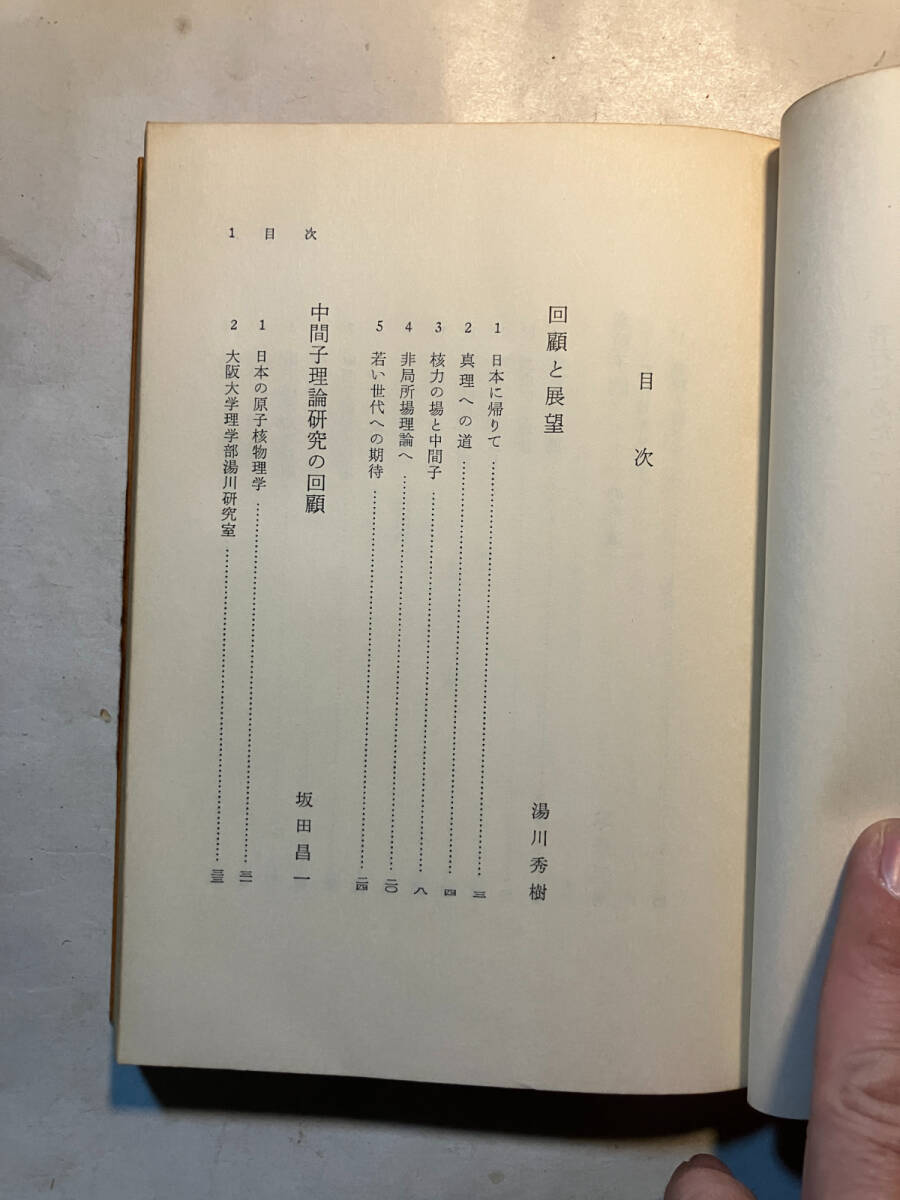 1 目 次
目 次
回顧と展望 湯川秀樹
1 日本に帰りて……三
2 真理への道……四
3 核力の場と中間子……八
4 非局所場理論へ……二〇
5 若い世代への期待……二四
中間子理論研究の回顧 坂田昌一
1 日本の原子核物理学……三一
2 大阪大学理学部湯川研究室……三三